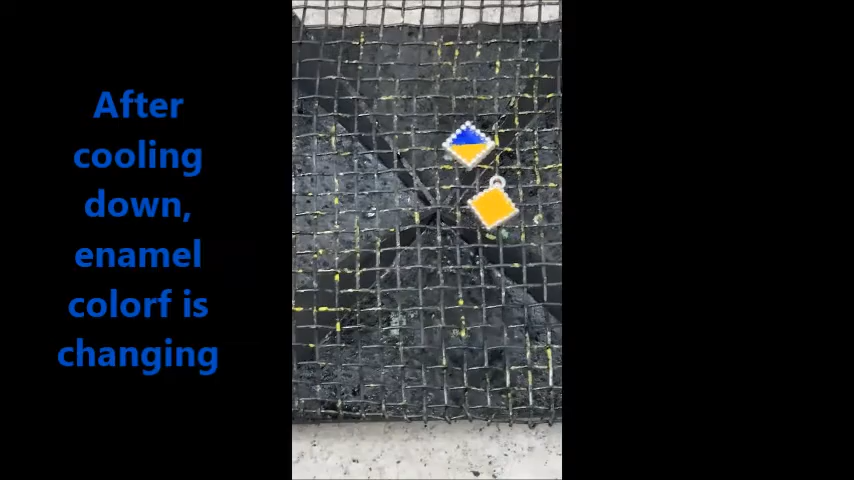 After
cooling
down,
enamel
colorf is
changing